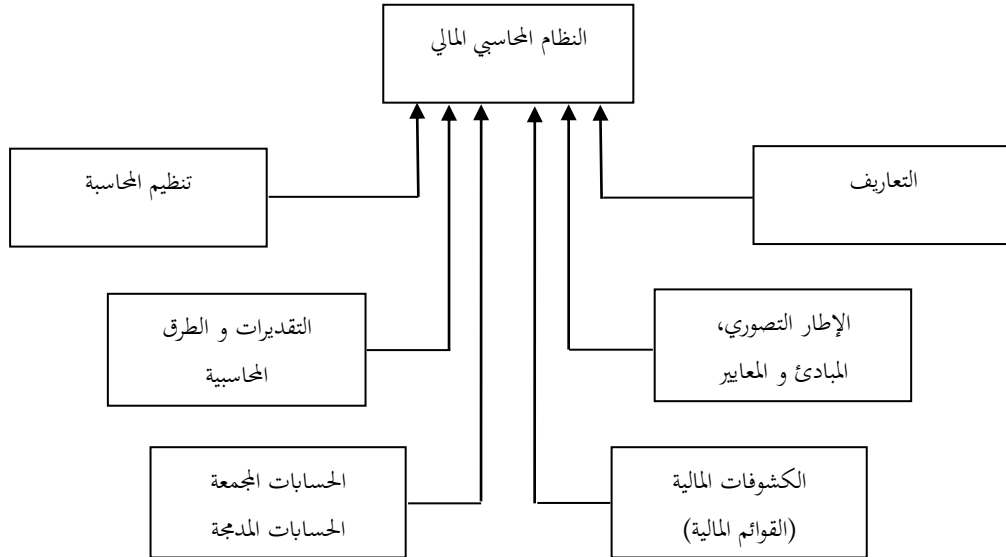 النظام المحاسبي المالي
التعاريف
تنظيم المحاسبة
الإطار التصوري،
المبادئ و المعايير
التقديرات و الطرق
المحاسبية
الكشوفات المالية
(القوائم المالية)
الحسابات المجمعة
الحسابات المدمجة